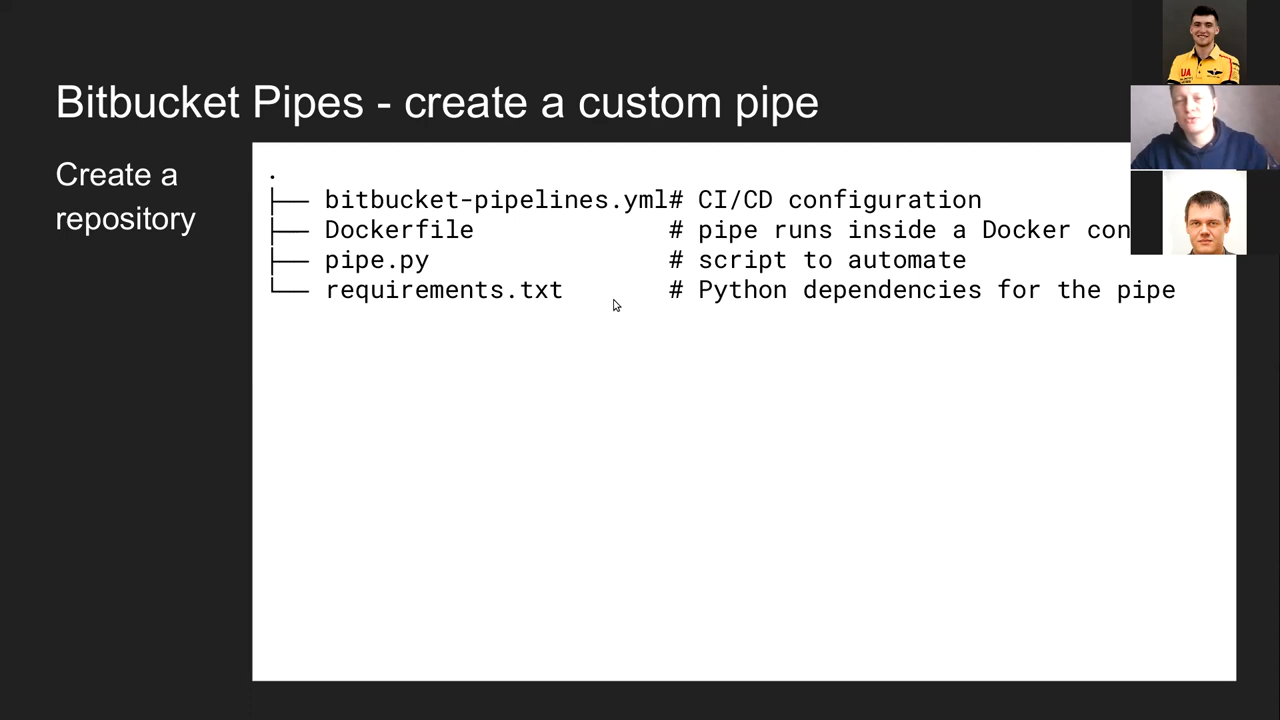 Bitbucket Pipes - create a custom pipe
Create a
repository
.
├── bitbucket-pipelines.yml# CI/CD configuration
├── Dockerfile # pipe runs inside a Docker
├── pipe.py # script to automate
└── requirements.txt # Python dependencies for the pipe
UA